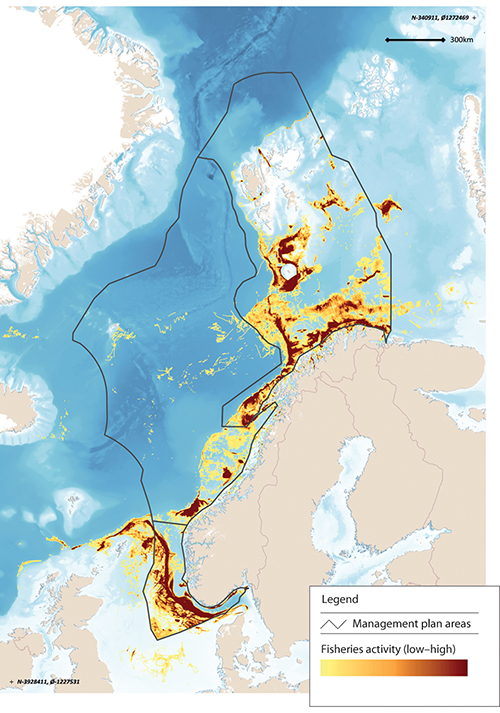 N-340911, Ø1272469 +
300km
Legend
Management plan areas
Fisheries activity (low–high)
+ N-3928411, Ø-1227531